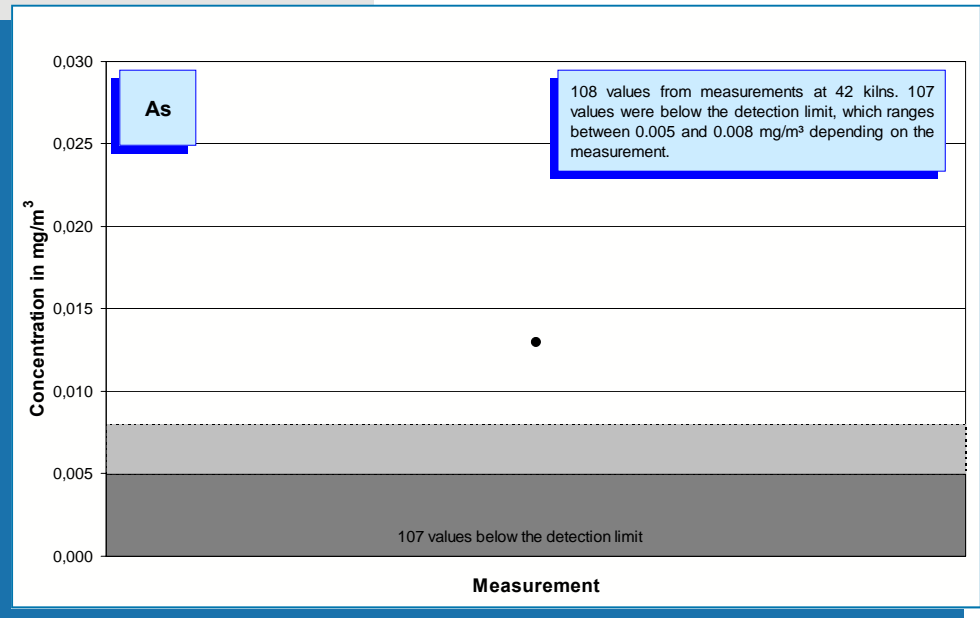 As
108 values from measurements at 42 kilns. 107
values were below the detection limit, which ranges
between 0.005 and 0.008 mg/m³ depending on the
measurement.
Concentration in mg/m³
0,030
0,025
0,020
0,015
0,010
0,005
0,000
107 values below the detection limit
Measurement